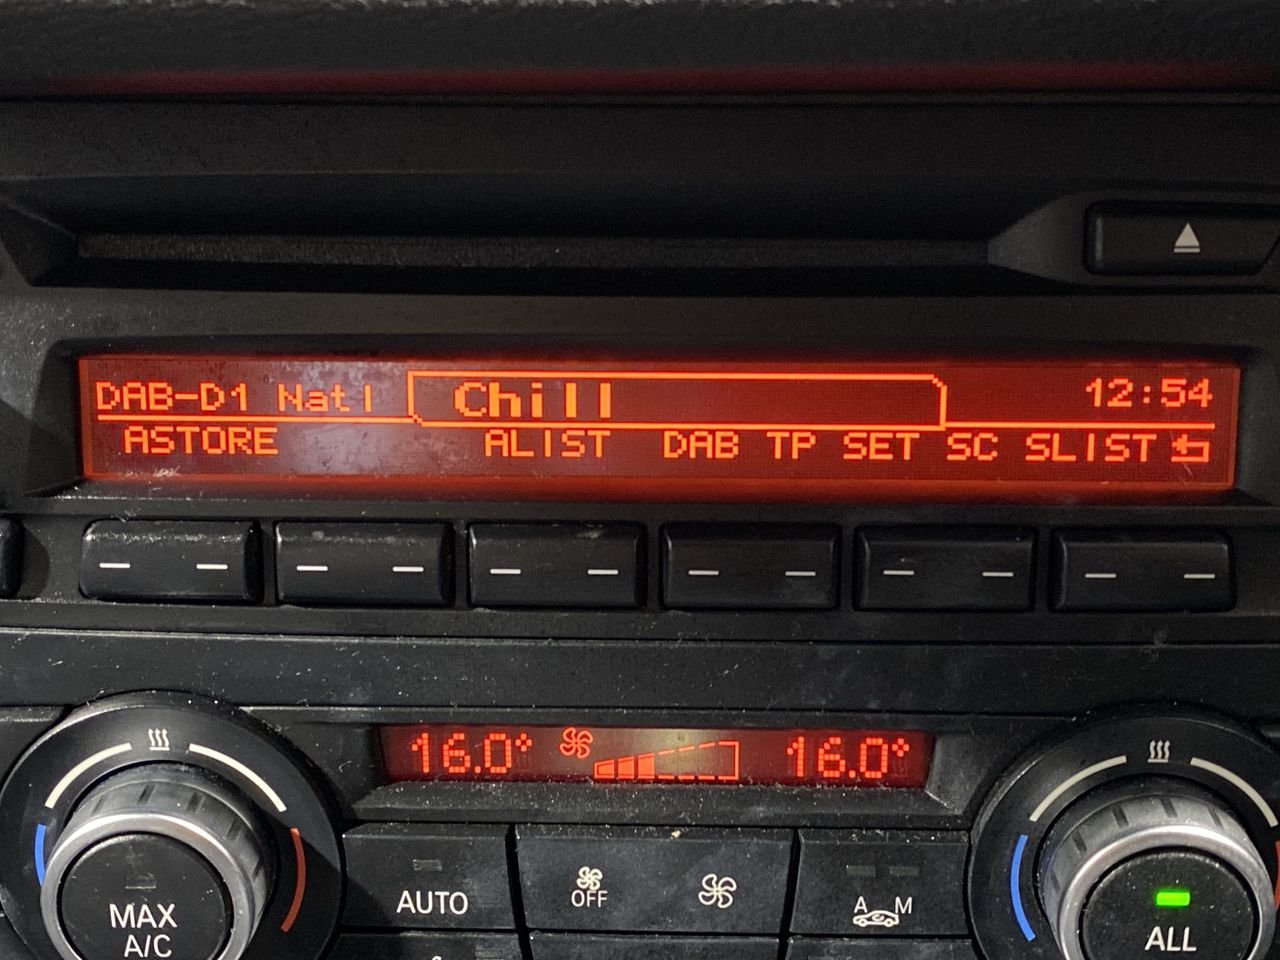 DAB-D1 Nat l Chill 12:54
ASTORE ALIST DAB TP SET SC SLIST
16.0° 16.0°
AUTO OFF A M
MAX A/C
ALL